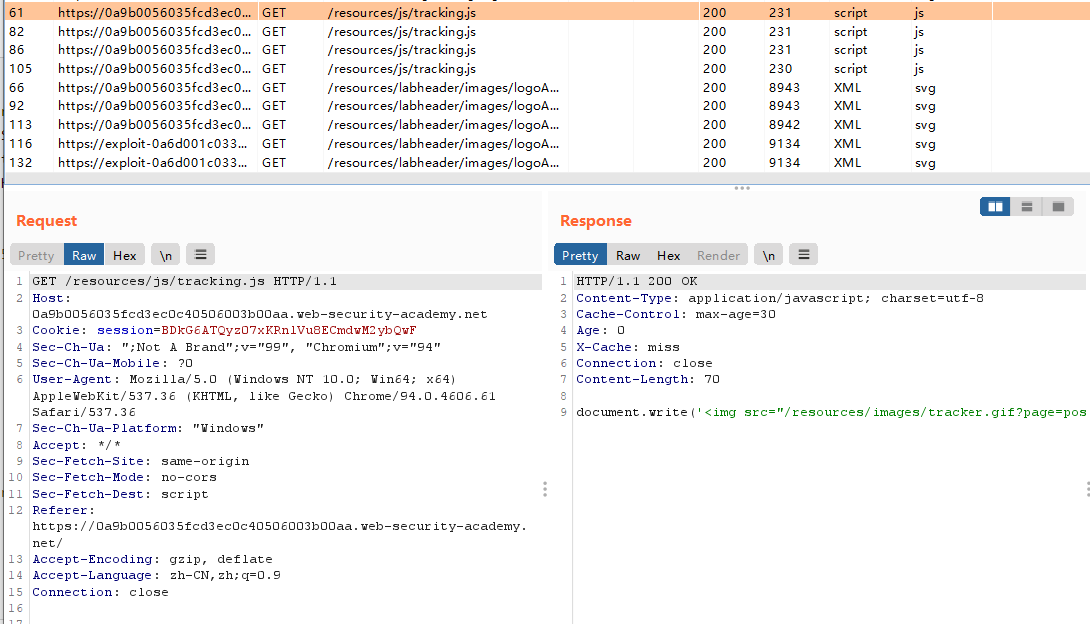 61 https://0a9b0056035fcd3ec0... GET /resources/js/tracking.js 200 231 script js
82 https://0a9b0056035fcd3ec0... GET /resources/js/tracking.js 200 231 script js
86 https://0a9b0056035fcd3ec0... GET /resources/js/tracking.js 200 231 script js
105 https://0a9b0056035fcd3ec0... GET /resources/js/tracking.js 200 230 script js
66 https://0a9b0056035fcd3ec0... GET /resources/labheader/images/logoA... 200 8943 XML svg
92 https://0a9b0056035fcd3ec0... GET /resources/labheader/images/logoA... 200 8943 XML svg
113 https://0a9b0056035fcd3ec0... GET /resources/labheader/images/logoA... 200 8942 XML svg
116 https://exploit-0a6d001c033... GET /resources/labheader/images/logoA... 200 9134 XML svg
132 https://exploit-0a6d001c033... GET /resources/labheader/images/logoA... 200 9134 XML svg
Request
Pretty Raw Hex \n
1 GET /resources/js/tracking.js HTTP/1.1
2 Host:
0a9b0056035fcd3ec0c40506003b00aa.web-security-academy.net
3 Cookie: session=BDkG6ATQyzO7xKRnlVu8ECmdwM2ybQwF
4 Sec-Ch-Ua: ";Not A Brand";v="99", "Chromium";v="94"
5 Sec-Ch-Ua-Mobile: ?0
6 User-Agent: Mozilla/5.0 (Windows NT 10.0; Win64; x64)
AppleWebKit/537.36 (KHTML, like Gecko) Chrome/94.0.4606.61
Safari/537.36
7 Sec-Ch-Ua-Platform: "Windows"
8 Accept: */*
9 Sec-Fetch-Site: same-origin
10 Sec-Fetch-Mode: no-cors
11 Sec-Fetch-Dest: script
12 Referer:
https://0a9b0056035fcd3ec0c40506003b00aa.web-security-academy.
net/
13 Accept-Encoding: gzip, deflate
14 Accept-Language: zh-CN,zh;q=0.9
15 Connection: close
16
17
Response
Pretty Raw Hex Render \n
1 HTTP/1.1 200 OK
2 Content-Type: application/javascript; charset=utf-8
3 Cache-Control: max-age=30
4 Age: 0
5 X-Cache: miss
6 Connection: close
7 Content-Length: 70
8
9 document.write('<img src="/resources/images/tracker.gif?page=pos